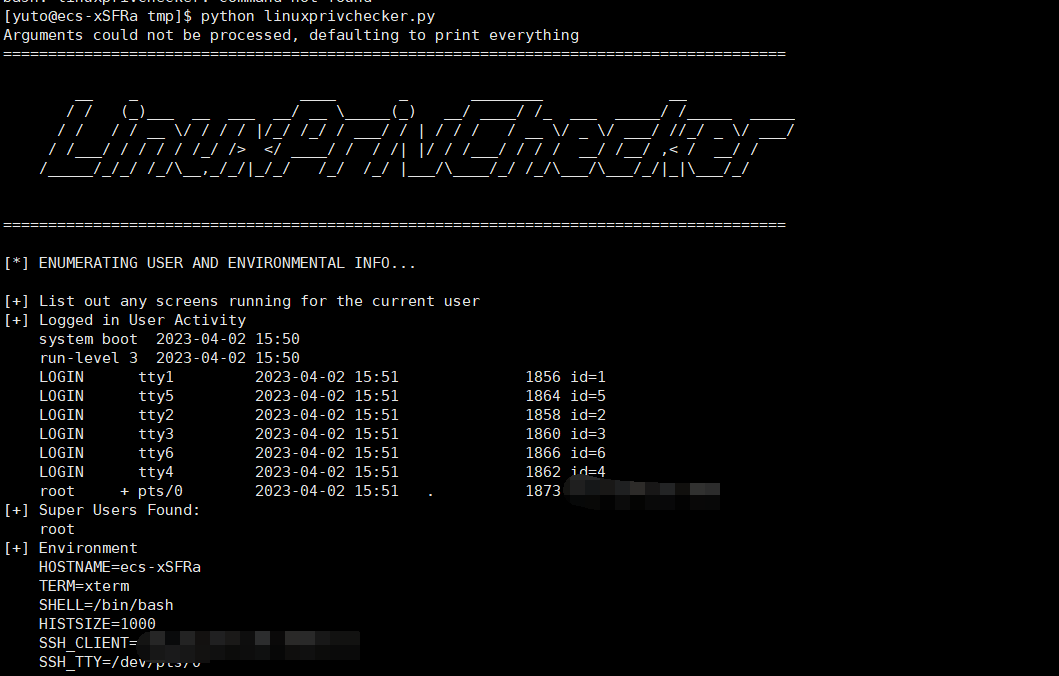 bash: linuxprivchecker: command not found
[yuto@ecs-xSFRa tmp]$ python linuxprivchecker.py
Arguments could not be processed, defaulting to print everything
=======================================================================================
LinuxPrivChecker
=======================================================================================
[*] ENUMERATING USER AND ENVIRONMENTAL INFO...
[+] List out any screens running for the current user
[+] Logged in User Activity
system boot 2023-04-02 15:50
run-level 3 2023-04-02 15:50
LOGIN tty1 2023-04-02 15:51 1856 id=1
LOGIN tty5 2023-04-02 15:51 1864 id=5
LOGIN tty2 2023-04-02 15:51 1858 id=2
LOGIN tty3 2023-04-02 15:51 1860 id=3
LOGIN tty6 2023-04-02 15:51 1866 id=6
LOGIN tty4 2023-04-02 15:51 1862 id=4
root + pts/0 2023-04-02 15:51 . 1873
[+] Super Users Found:
root
[+] Environment
HOSTNAME=ecs-xSFRa
TERM=xterm
SHELL=/bin/bash
HISTSIZE=1000
SSH_CLIENT=
SSH_TTY=/dev/pts/0